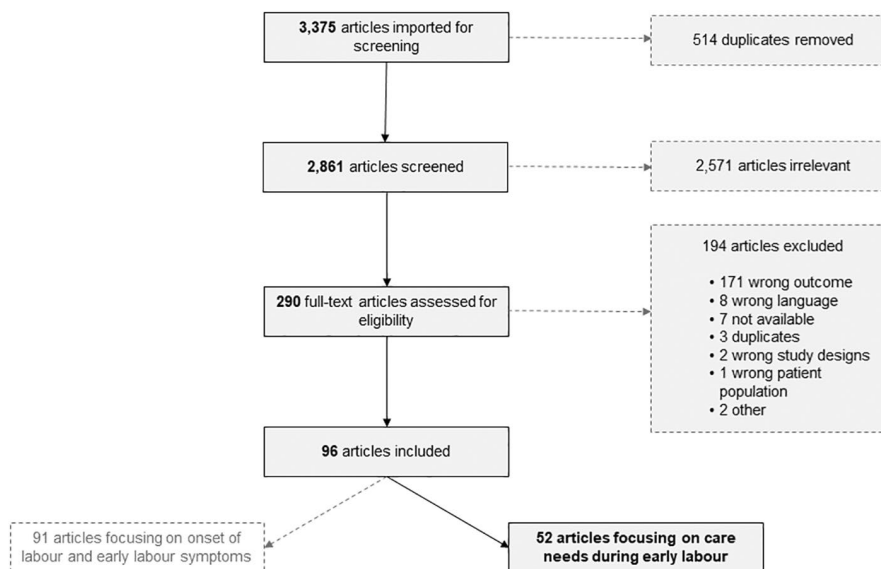 3,375 articles imported for
screening
514 duplicates removed
2,861 articles screened
2,571 articles irrelevant
290 full-text articles assessed for
eligibility
194 articles excluded
• 171 wrong outcome
• 8 wrong language
• 7 not available
• 3 duplicates
• 2 wrong study designs
• 1 wrong patient
population
• 2 other
96 articles included
91 articles focusing on onset of
labour and early labour symptoms
52 articles focusing on care
needs during early labour